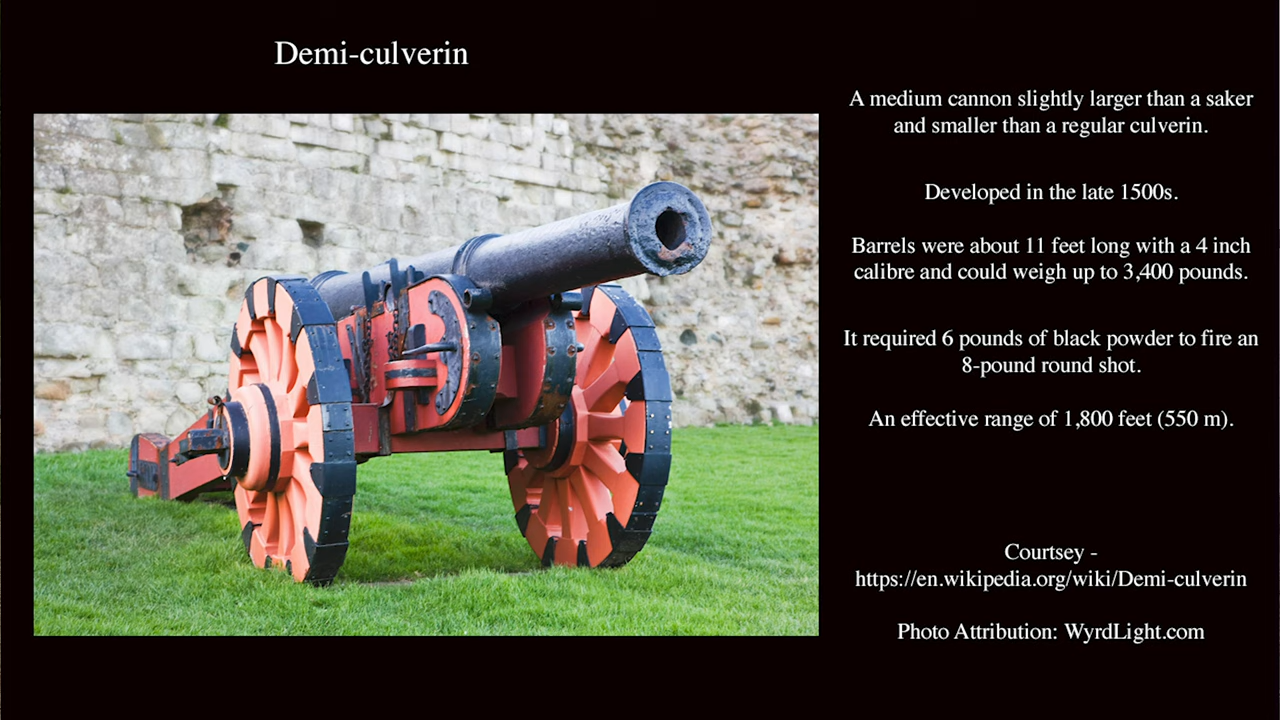 Demi-culverin
A medium cannon slightly larger than a saker
and smaller than a regular culverin.
Developed in the late 1500s.
Barrels were about 11 feet long with a 4 inch
calibre and could weigh up to 3,400 pounds.
It required 6 pounds of black powder to fire an
8-pound round shot.
An effective range of 1,800 feet (550 m).
Courtsey -
https://en.wikipedia.org/wiki/Demi-culverin
Photo Attribution: WyrdLight.com